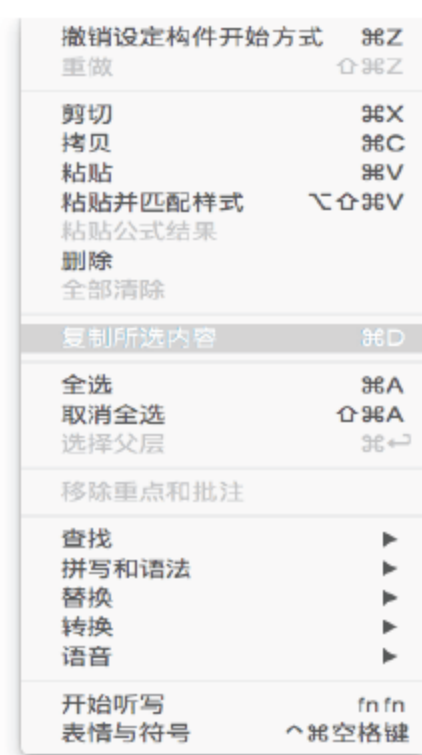 撤销设定构件开始方式 ⌘Z
重做 ⇧⌘Z
剪切 ⌘X
拷贝 ⌘C
粘贴 ⌘V
粘贴并匹配样式 ⌥⇧⌘V
粘贴公式结果
删除
全部清除
复制所选内容 ⌘D
全选 ⌘A
取消全选 ⇧⌘A
选择父层 ⌘↩
移除重点和批注
查找 ▶
拼写和语法 ▶
替换 ▶
转换 ▶
语音 ▶
开始听写 fn fn
表情与符号 ^⌘空格键